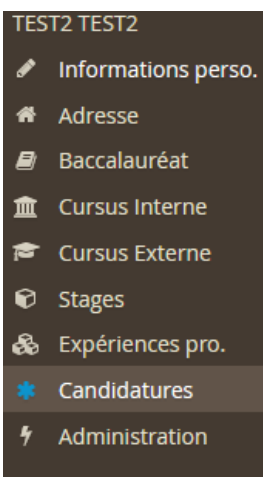 TEST2 TEST2
Informations perso.
Adresse
Baccalauréat
Cursus Interne
Cursus Externe
Stages
Expériences pro.
Candidatures
Administration